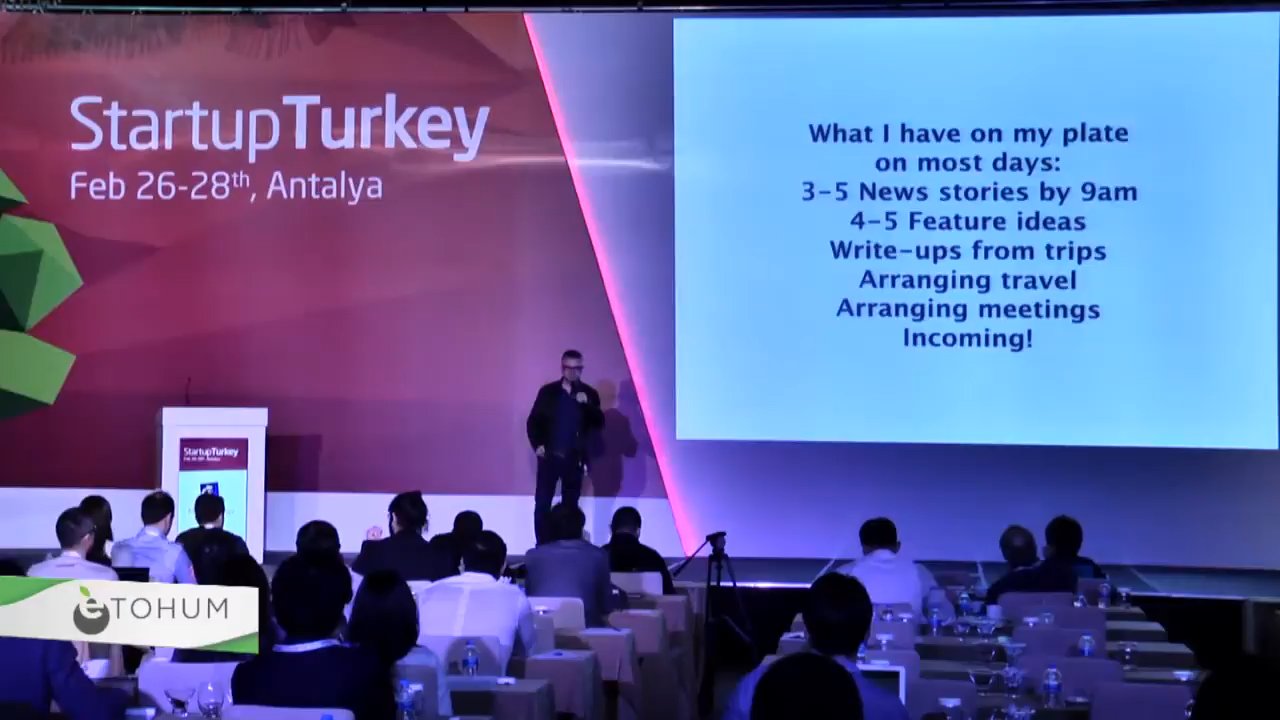 StartupTurkey
Feb 26-28th, Antalya
What I have on my plate
on most days:
3-5 News stories by 9am
4-5 Feature ideas
Write-ups from trips
Arranging travel
Arranging meetings
Incoming!
StartupTurkey
eTOHUM